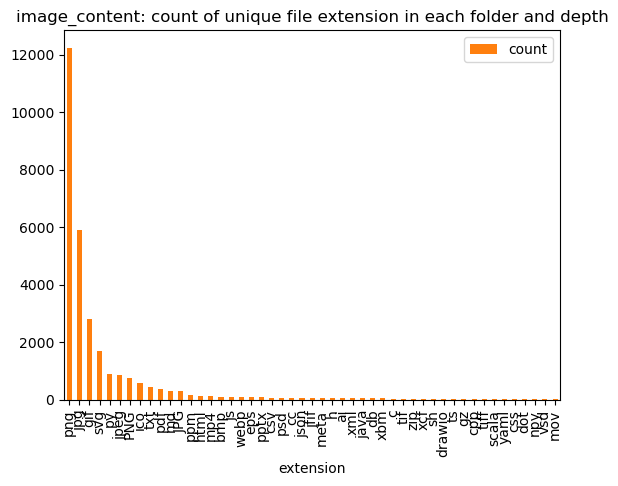 image_content: count of unique file extension in each folder and depth
count
12000
10000
8000
6000
4000
2000
0
png
jpg
gif
svg
py
jpeg
PNG
ico
txt
pdf
md
JPG
ppm
html
mp4
bmp
js
webp
eps
pptx
csv
psd
cc
json
jfif
meta
h
ai
xml
java
db
xbm
c
tif
zip
xcf
sh
drawio
ts
gz
cpp
tiff
scala
yaml
css
dot
npy
vsd
mov
extension